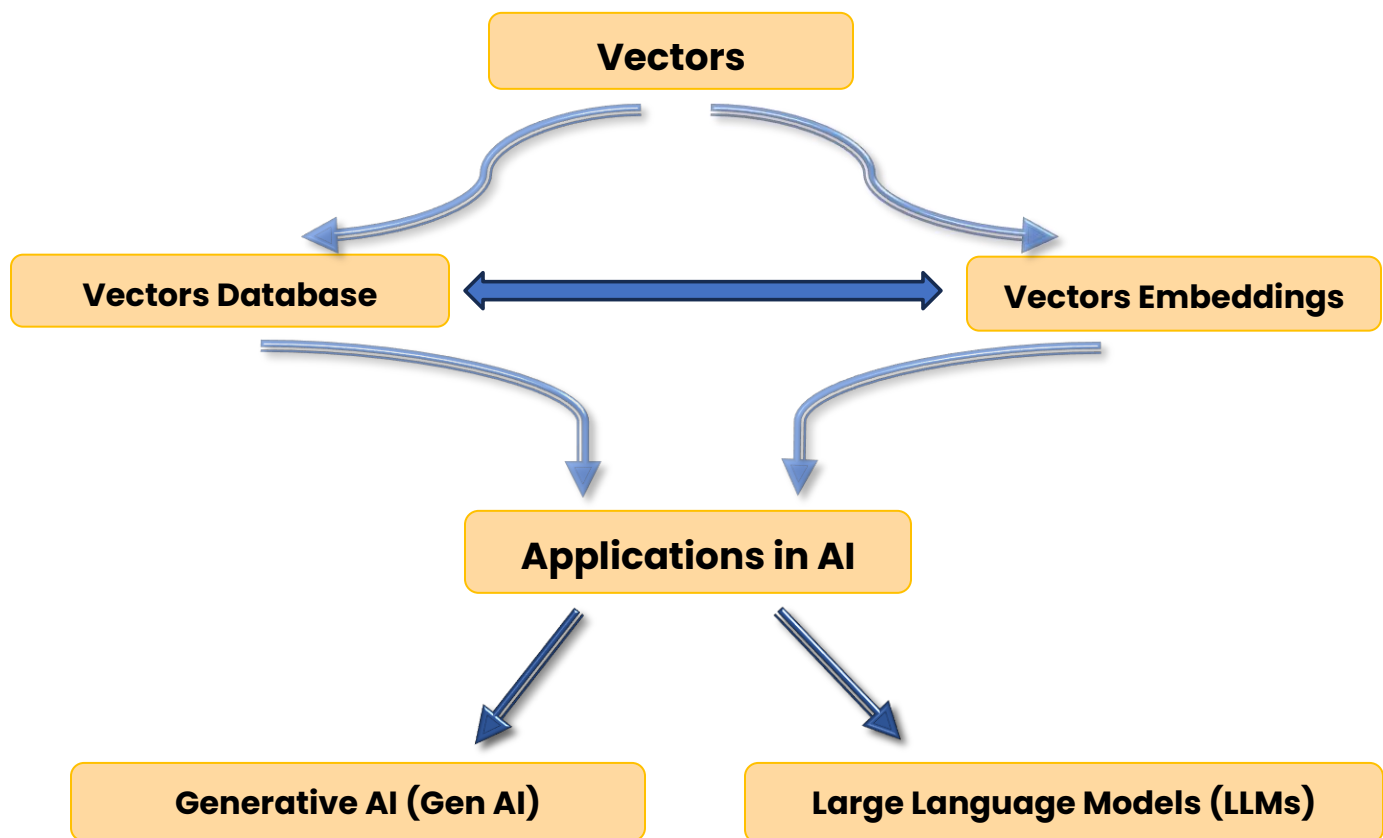 Vectors
Vectors Database
Vectors Embeddings
Applications in AI
Generative AI (Gen AI)
Large Language Models (LLMs)